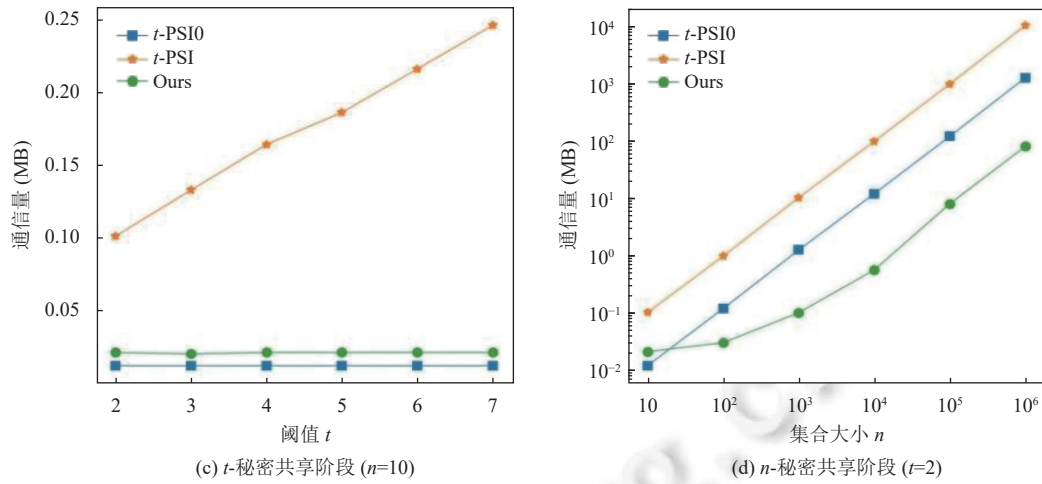 0.25
0.20
0.15
0.10
0.05
通信量 (MB)
t-PSI0
t-PSI
Ours
2 3 4 5 6 7
阈值 t
(c) t-秘密共享阶段 (n=10)
10⁴
10³
10²
10¹
10⁰
10⁻¹
10⁻²
通信量 (MB)
t-PSI0
t-PSI
Ours
10 10² 10³ 10⁴ 10⁵ 10⁶
集合大小 n
(d) n-秘密共享阶段 (t=2)